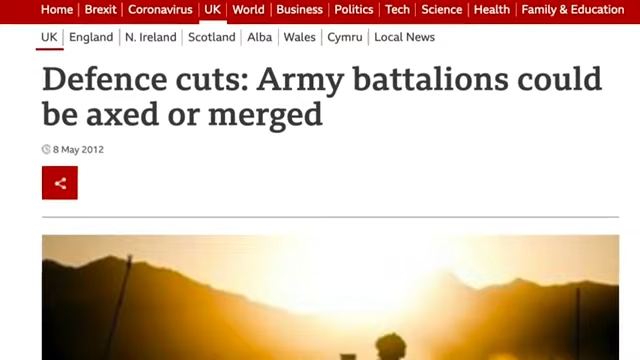 Home Brexit Coronavirus UK World Business Politics Tech Science Health Family & Education
UK England N. Ireland Scotland Alba Wales Cymru Local News
Defence cuts: Army battalions could
be axed or merged
8 May 2012